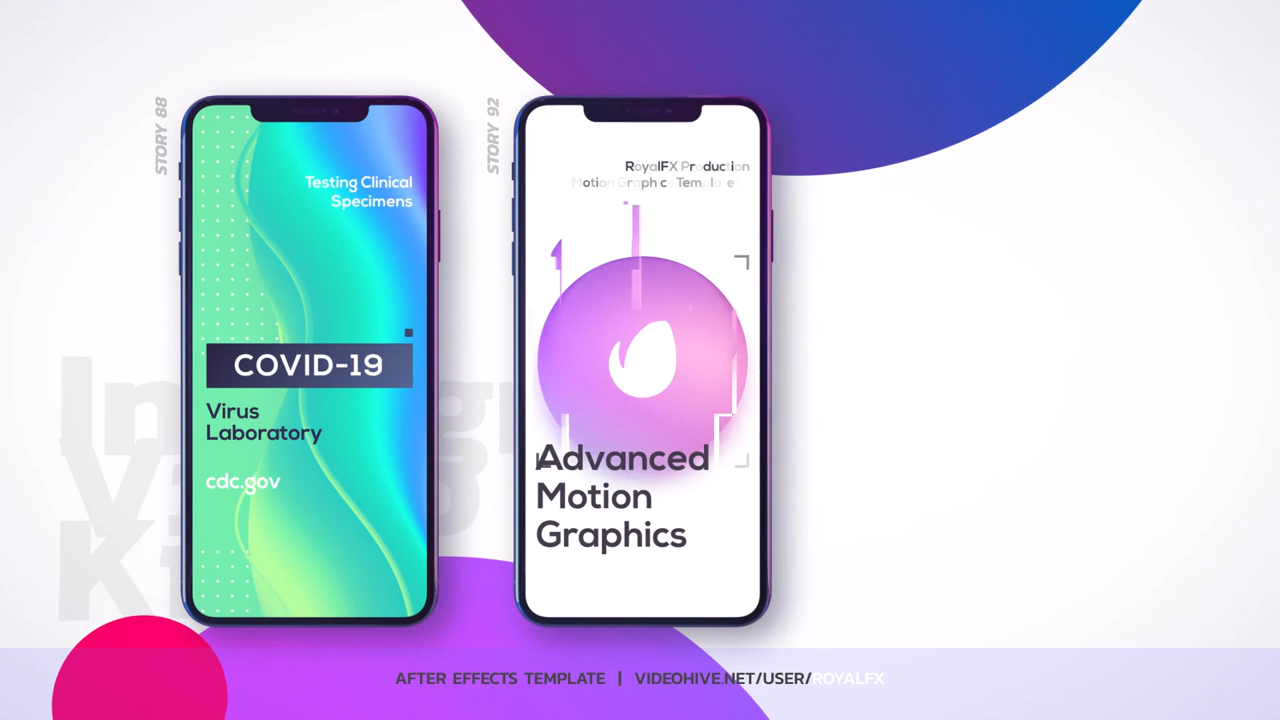 STORY 88
Testing Clinical
Specimens
COVID-19
Virus
Laboratory
cdc.gov
STORY 92
RoyalFX Production
Advanced
Motion
Graphics
AFTER EFFECTS TEMPLATE | VIDEOHIVE.NET/USER/ROYALFX